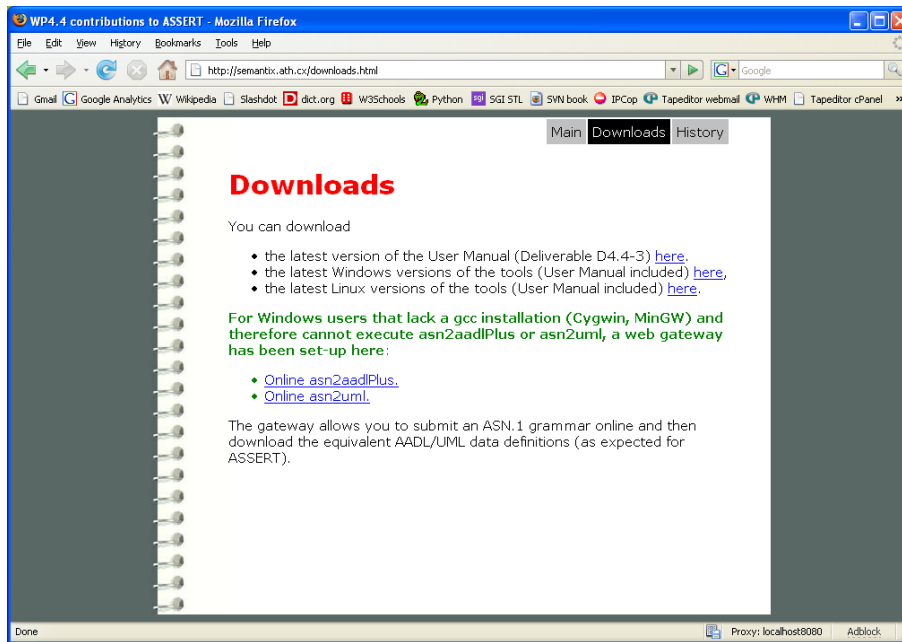 WP4.4 contributions to ASSERT - Mozilla Firefox
File Edit View History Bookmarks Tools Help
http://semantix.ath.cx/downloads.html
G Google
Gmail Google Analytics Wikipedia Slashdot dict.org W3Schools Python SGI STL SVN book IPCop Tapeditor webmail WHM Tapeditor cPanel »
Main Downloads History
Downloads
You can download
• the latest version of the User Manual (Deliverable D4.4-3) here.
• the latest Windows versions of the tools (User Manual included) here,
• the latest Linux versions of the tools (User Manual included) here.
For Windows users that lack a gcc installation (Cygwin, MinGW) and
therefore cannot execute asn2aadlPlus or asn2uml, a web gateway
has been set-up here:
• Online asn2aadlPlus.
• Online asn2uml.
The gateway allows you to submit an ASN.1 grammar online and then
download the equivalent AADL/UML data definitions (as expected for
ASSERT).
Done
Proxy: localhost8080 Adblock